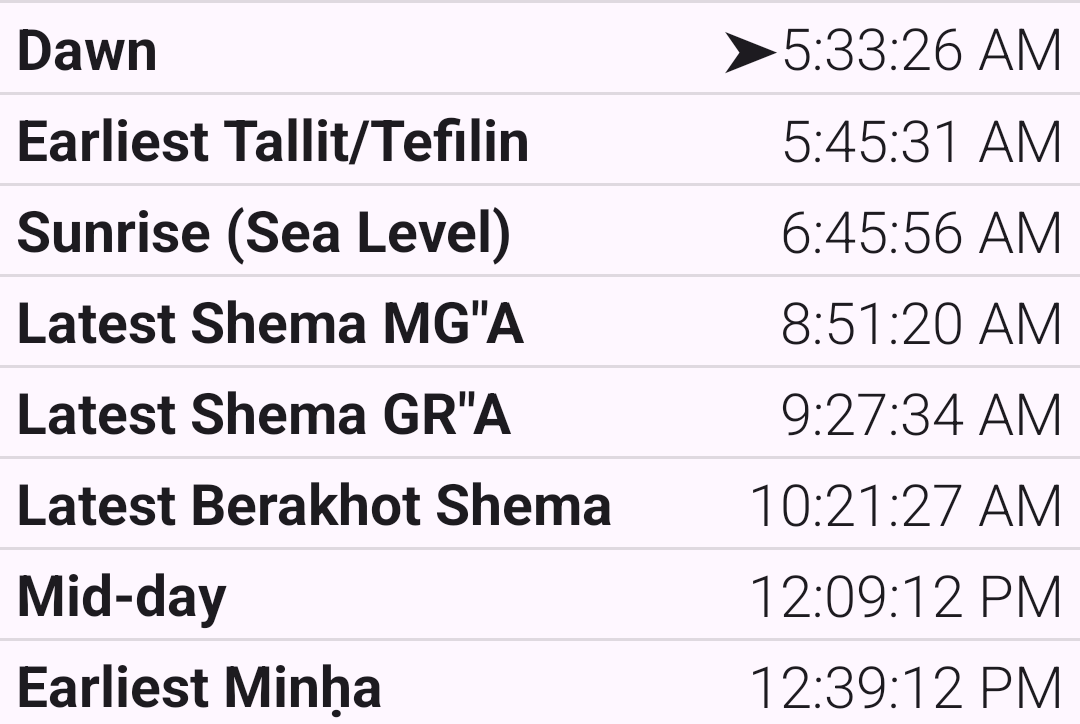 Dawn ➤5:33:26 AM
Earliest Tallit/Tefilin 5:45:31 AM
Sunrise (Sea Level) 6:45:56 AM
Latest Shema MG"A 8:51:20 AM
Latest Shema GR"A 9:27:34 AM
Latest Berakhot Shema 10:21:27 AM
Mid-day 12:09:12 PM
Earliest Minḥa 12:39:12 PM